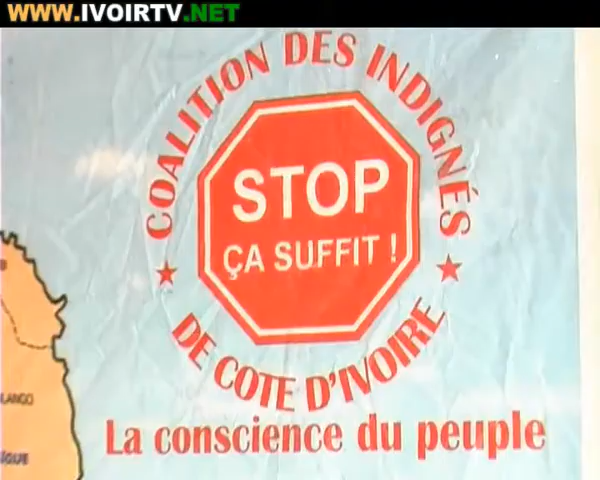 WWW.IVOIRTV.NET
COALITION DES INDIGNÉS
STOP
ÇA SUFFIT !
DE COTE D'IVOIRE
La conscience du peuple